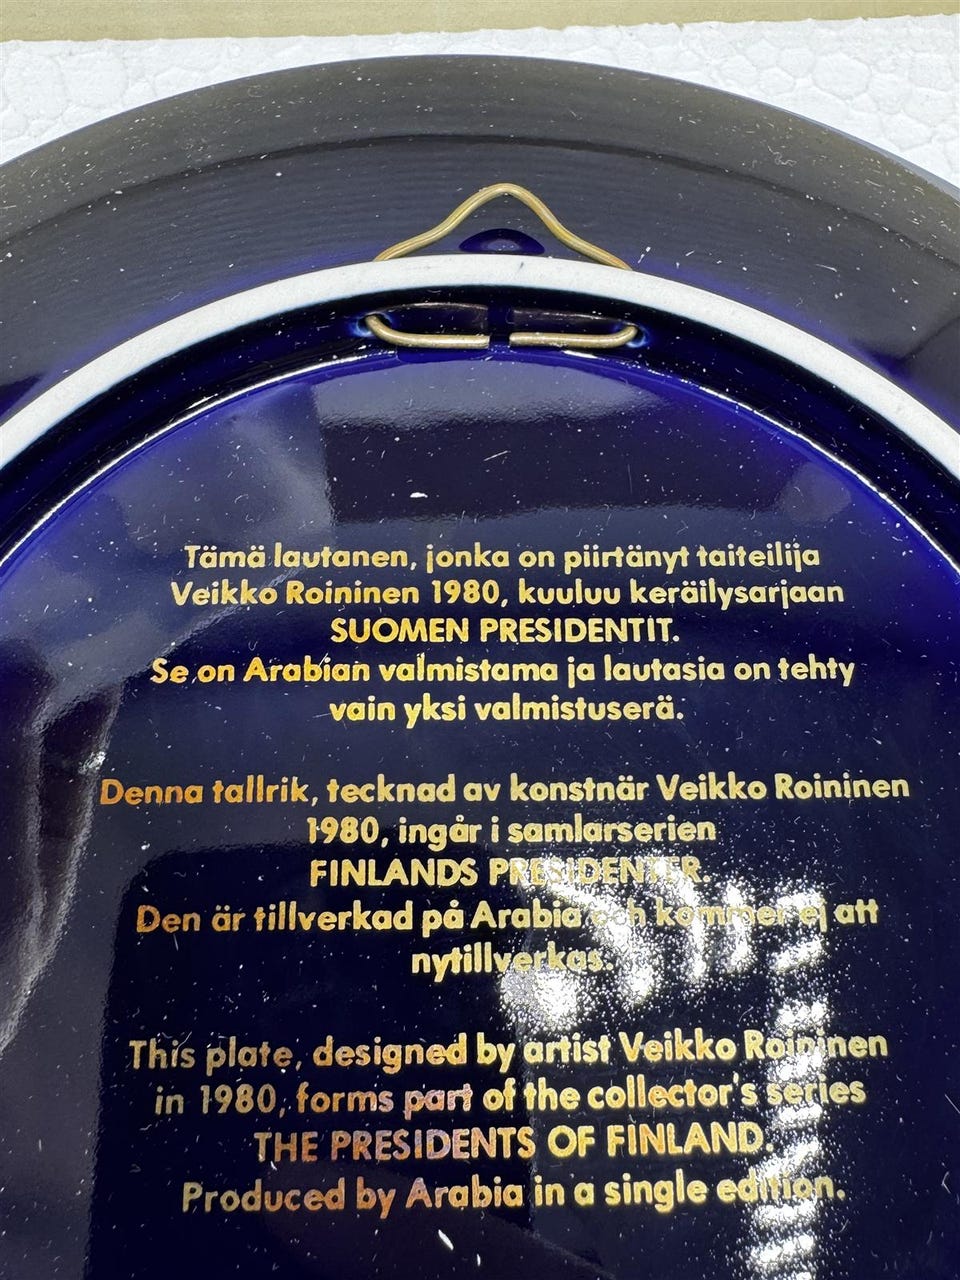 Tämä lautanen, jonka on piirtänyt taiteilija
Veikko Roininen 1980, kuuluu keräilysarjaan
SUOMEN PRESIDENTIT.
Se on Arabian valmistama ja lautasia on tehty
vain yksi valmistuserä.
Denna tallrik, tecknad av konstnär Veikko Roininen
1980, ingår i samlarserien
FINLANDS PRESIDENTER.
Den är tillverkad på Arabia och kommer ej att
nytillverkas.
This plate, designed by artist Veikko Roininen
in 1980, forms part of the collector's series
THE PRESIDENTS OF FINLAND.
Produced by Arabia in a single edition.